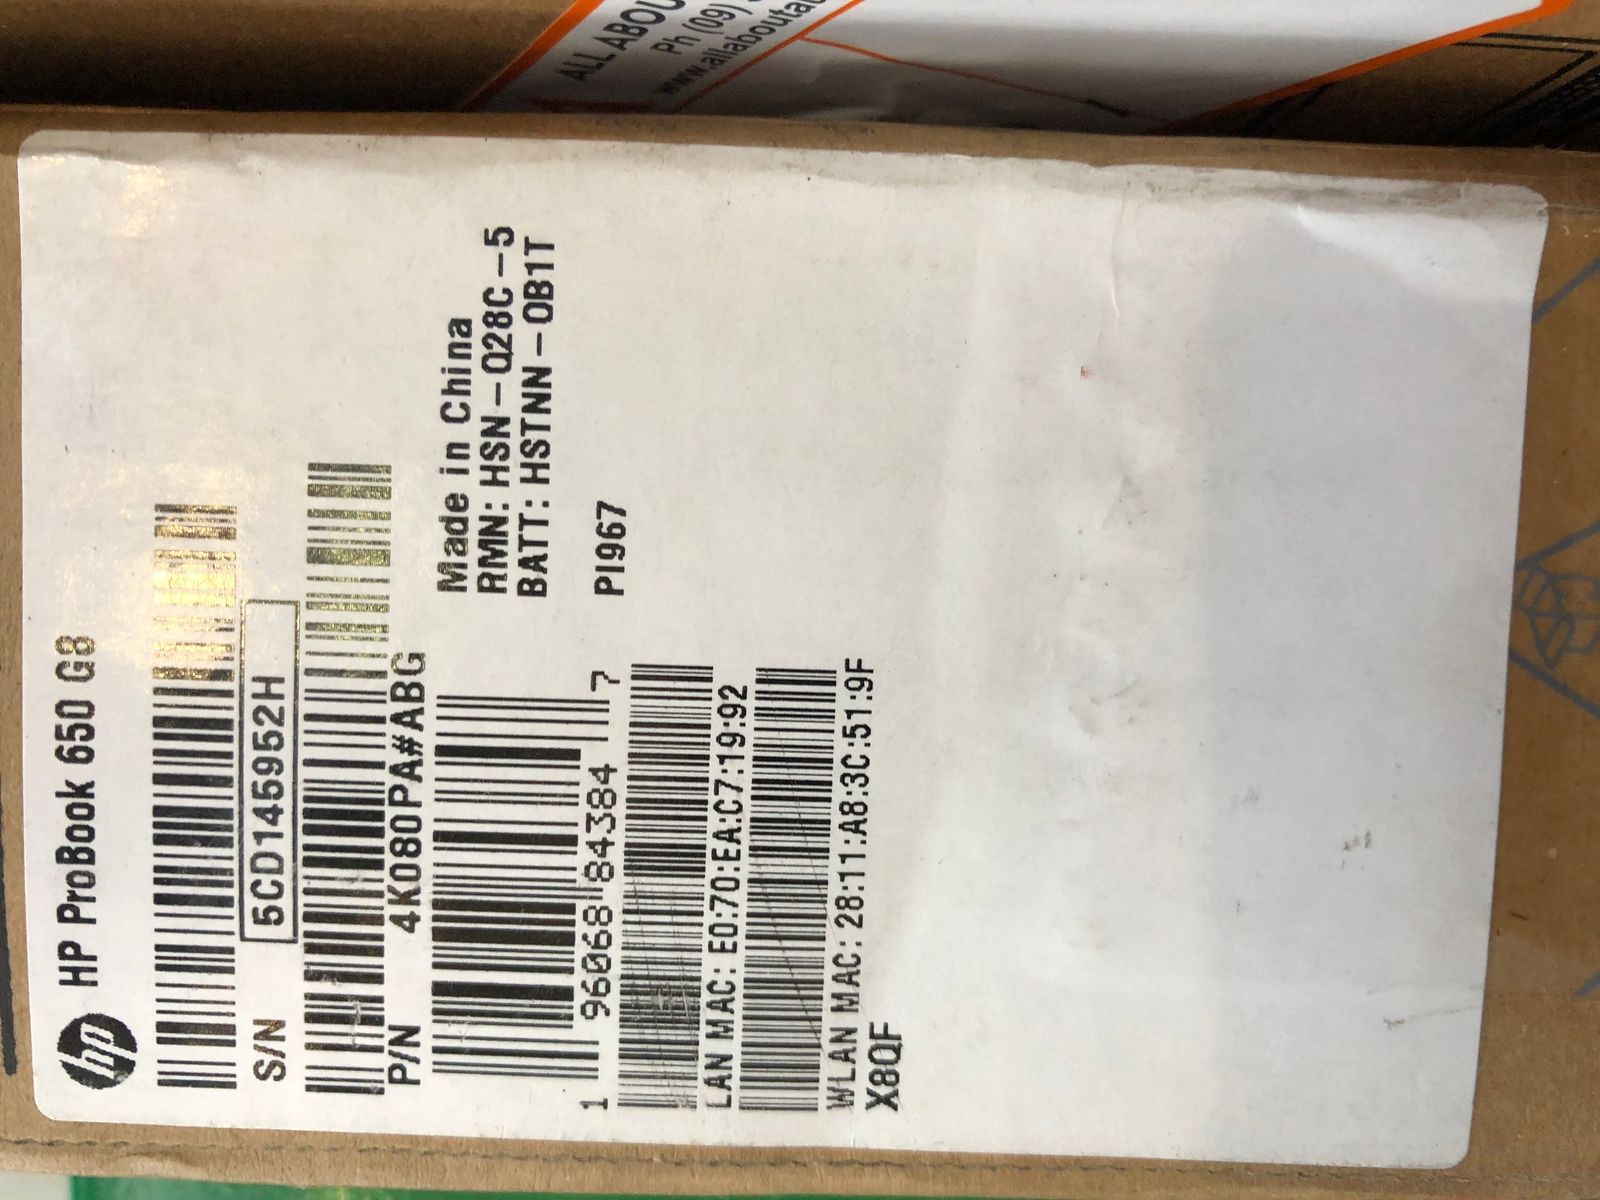 ALL ABOU
Ph (09)
www.allaboutau
hp
HP ProBook 650 G8
S/N 5CD145952H
P/N 4K080PA#ABG
Made in China
RMN: HSN-Q28C-5
BATT: HSTNN-OB1T
1 96068 84384 7
PI967
LAN MAC: E0:70:EA:C7:19:92
WLAN MAC: 28:11:A8:3C:51:9F
X8QF